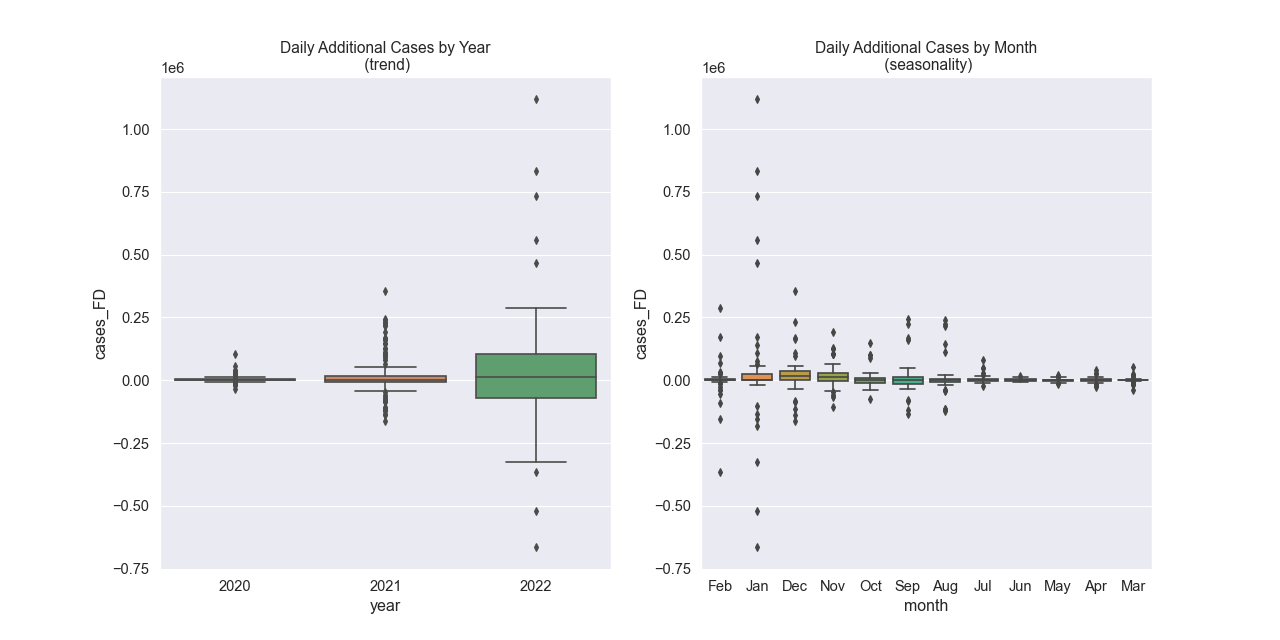 Daily Additional Cases by Year
(trend)
1e6
1.00
0.75
0.50
0.25
0.00
−0.25
−0.50
−0.75
cases_FD
2020 2021 2022
year
Daily Additional Cases by Month
(seasonality)
1e6
1.00
0.75
0.50
0.25
0.00
−0.25
−0.50
−0.75
cases_FD
Feb Jan Dec Nov Oct Sep Aug Jul Jun May Apr Mar
month